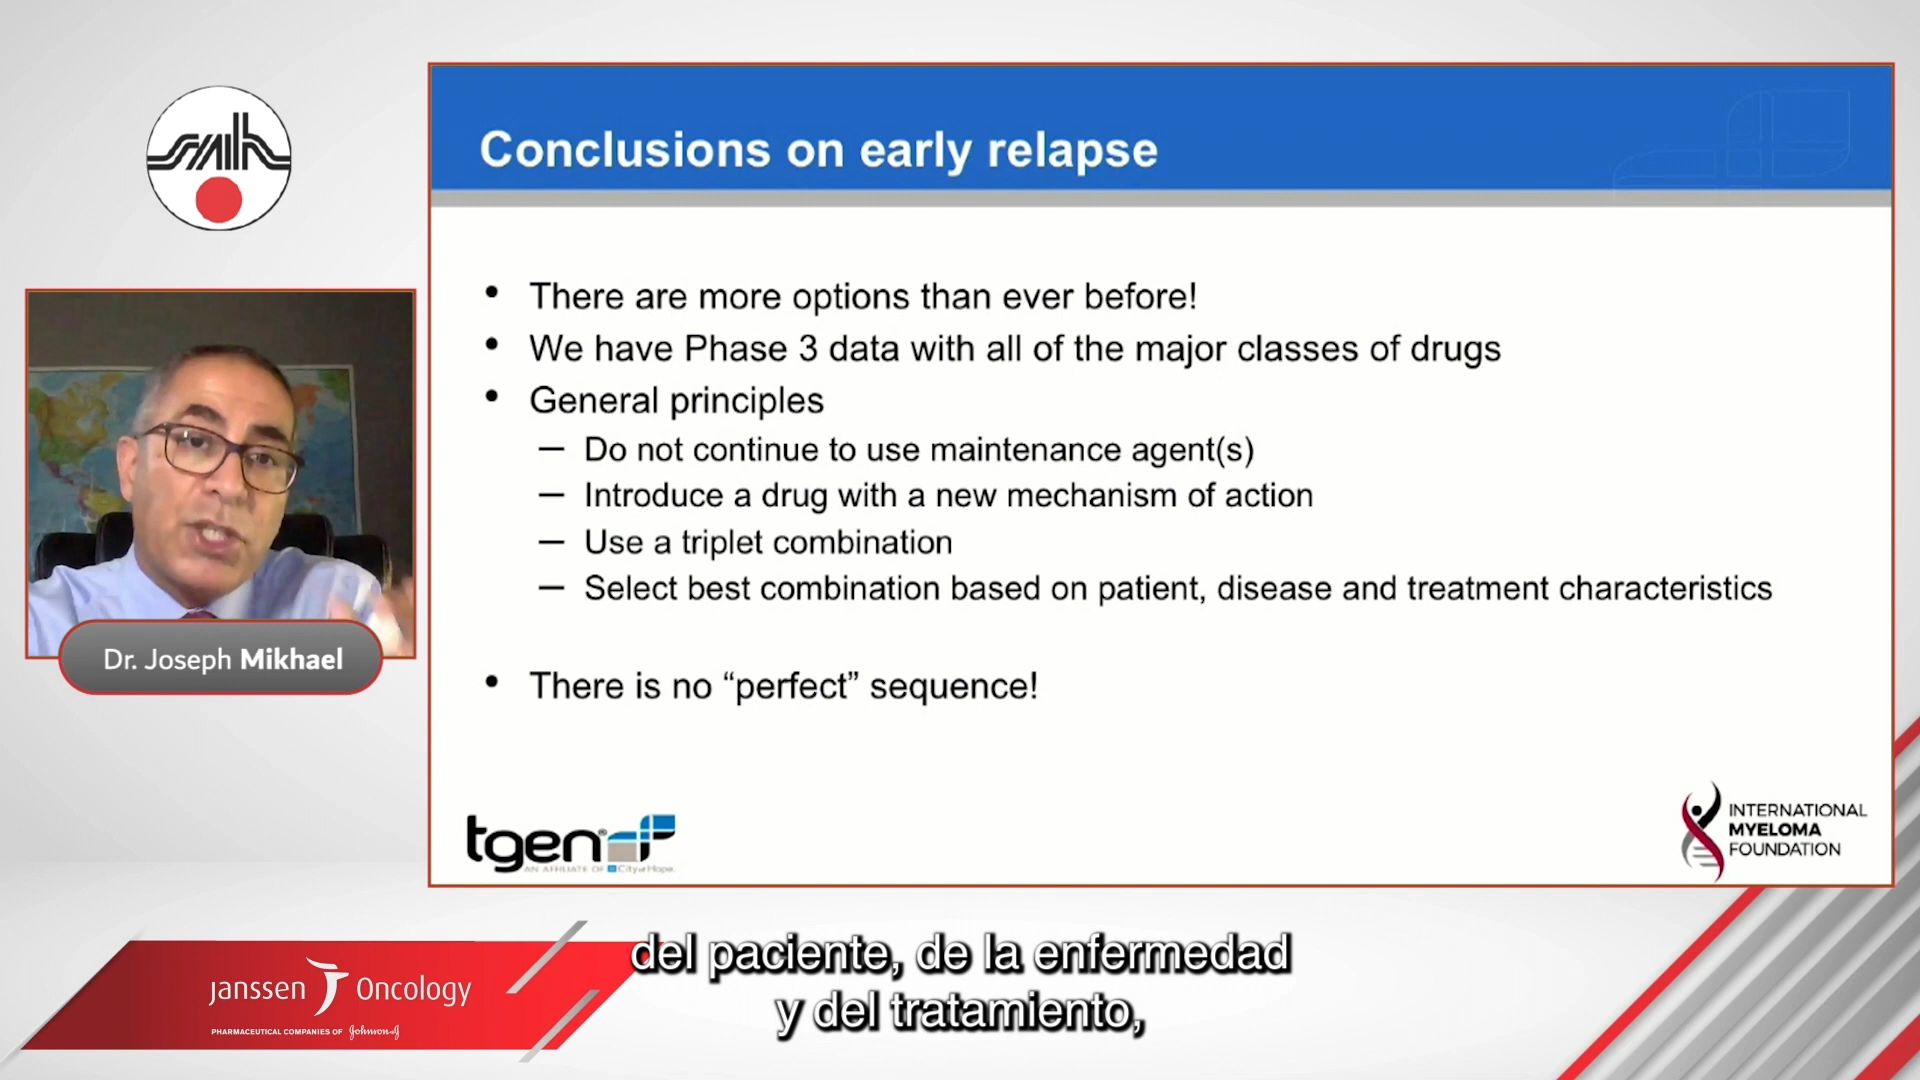 Conclusions on early relapse
• There are more options than ever before!
• We have Phase 3 data with all of the major classes of drugs
• General principles
– Do not continue to use maintenance agent(s)
– Introduce a drug with a new mechanism of action
– Use a triplet combination
– Select best combination based on patient, disease and treatment characteristics
• There is no “perfect” sequence!
Dr. Joseph Mikhael
tgen
AN AFFILIATE OF City of Hope.
INTERNATIONAL
MYELOMA
FOUNDATION
janssen Oncology
PHARMACEUTICAL COMPANIES OF Johnson & Johnson
del paciente, de la enfermedad
y del tratamiento,